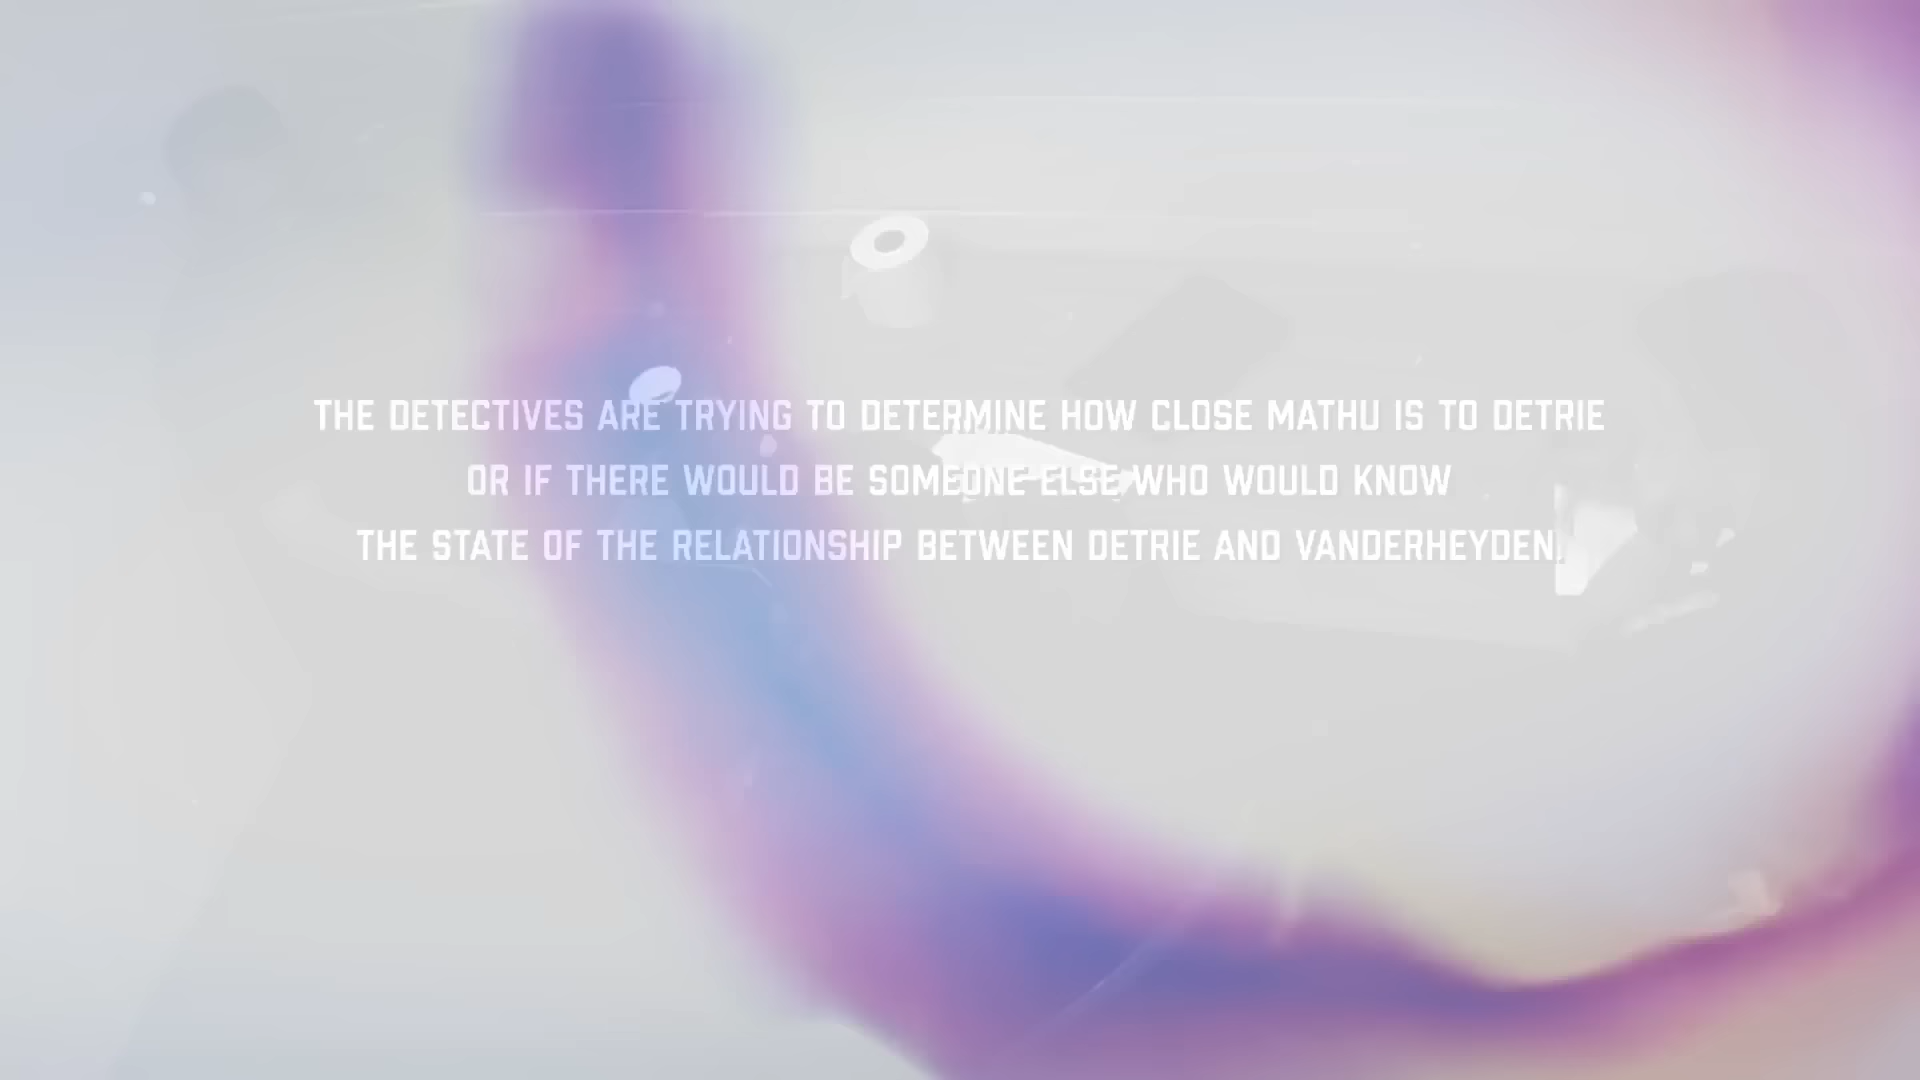 THE DETECTIVES ARE TRYING TO DETERMINE HOW CLOSE MATHU IS TO DETRIE
OR IF THERE WOULD BE SOMEONE ELSE WHO WOULD KNOW
THE STATE OF THE RELATIONSHIP BETWEEN DETRIE AND VANDERHEYDEN.